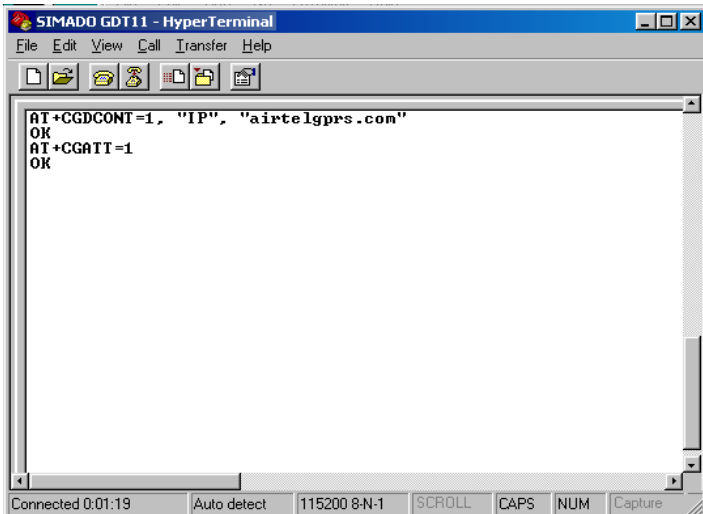 SIMADO GDT11 - HyperTerminal
File Edit View Call Transfer Help
AT+CGDCONT=1, "IP", "airtelgprs.com"
OK
AT+CGATT=1
OK
Connected 0:01:19 Auto detect 115200 8-N-1 SCROLL CAPS NUM Capture